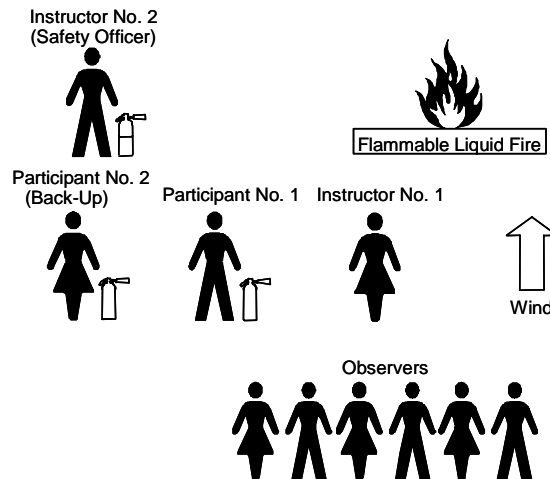 Instructor No. 2
(Safety Officer)
Flammable Liquid Fire
Participant No. 2
(Back-Up)
Participant No. 1
Instructor No. 1
Wind
Observers